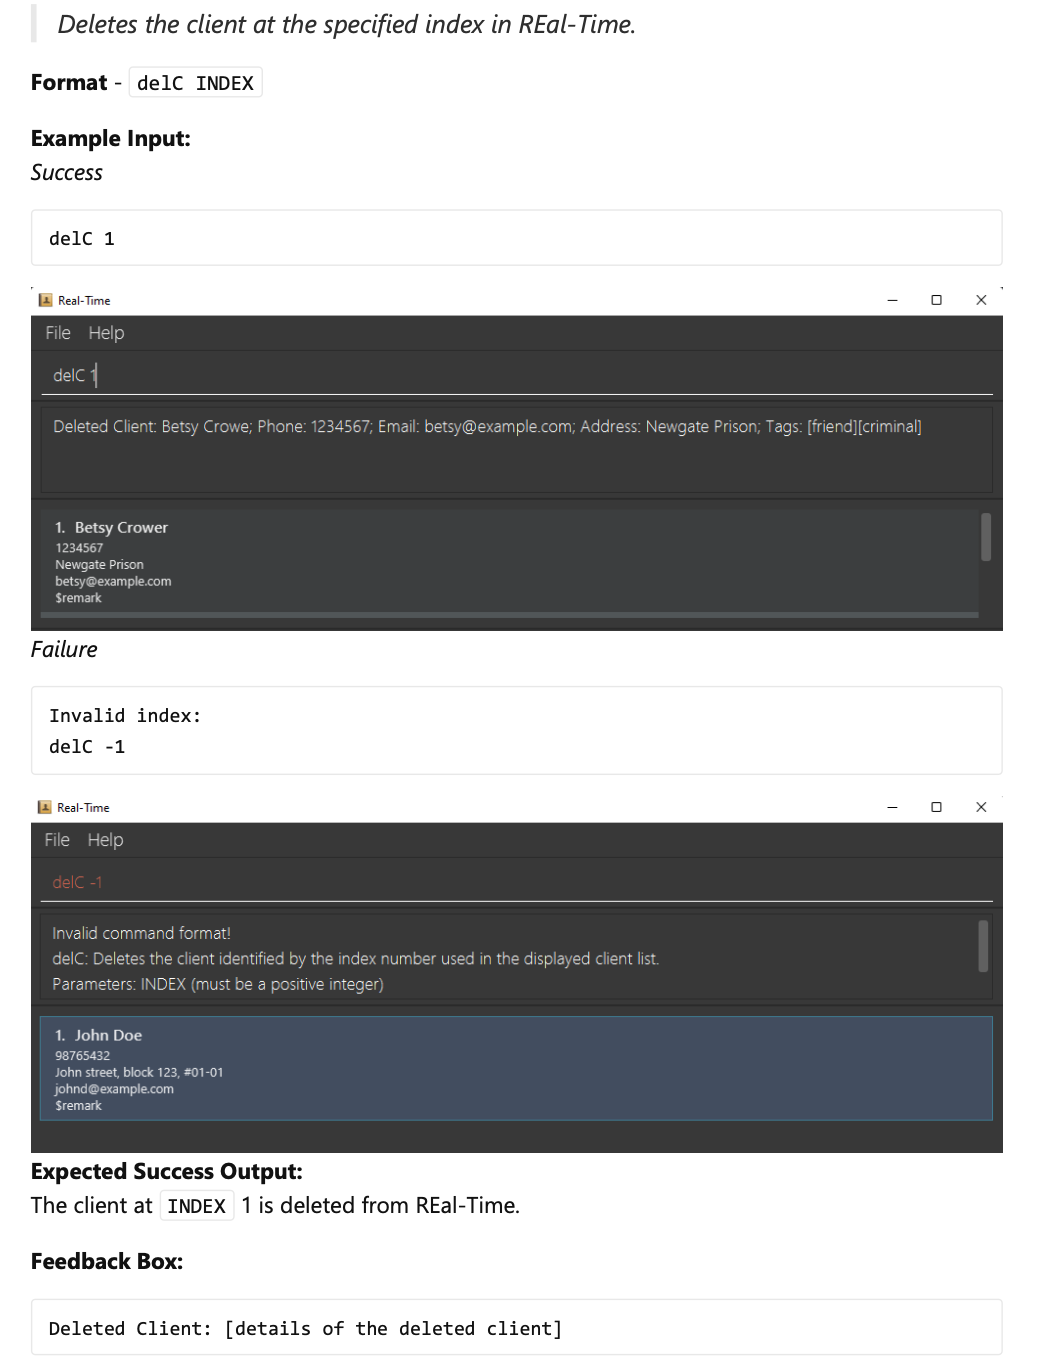 Deletes the client at the specified index in REal-Time.
Format - delC INDEX
Example Input:
Success
delC 1
Real-Time
File Help
delC 1
Deleted Client: Betsy Crowe; Phone: 1234567; Email: betsy@example.com; Address: Newgate Prison; Tags: [friend][criminal]
1. Betsy Crower
1234567
Newgate Prison
betsy@example.com
$remark
Failure
Invalid index:
delC -1
Real-Time
File Help
delC -1
Invalid command format!
delC: Deletes the client identified by the index number used in the displayed client list.
Parameters: INDEX (must be a positive integer)
1. John Doe
98765432
John street, block 123, #01-01
johnd@example.com
$remark
Expected Success Output:
The client at INDEX 1 is deleted from REal-Time.
Feedback Box:
Deleted Client: [details of the deleted client]